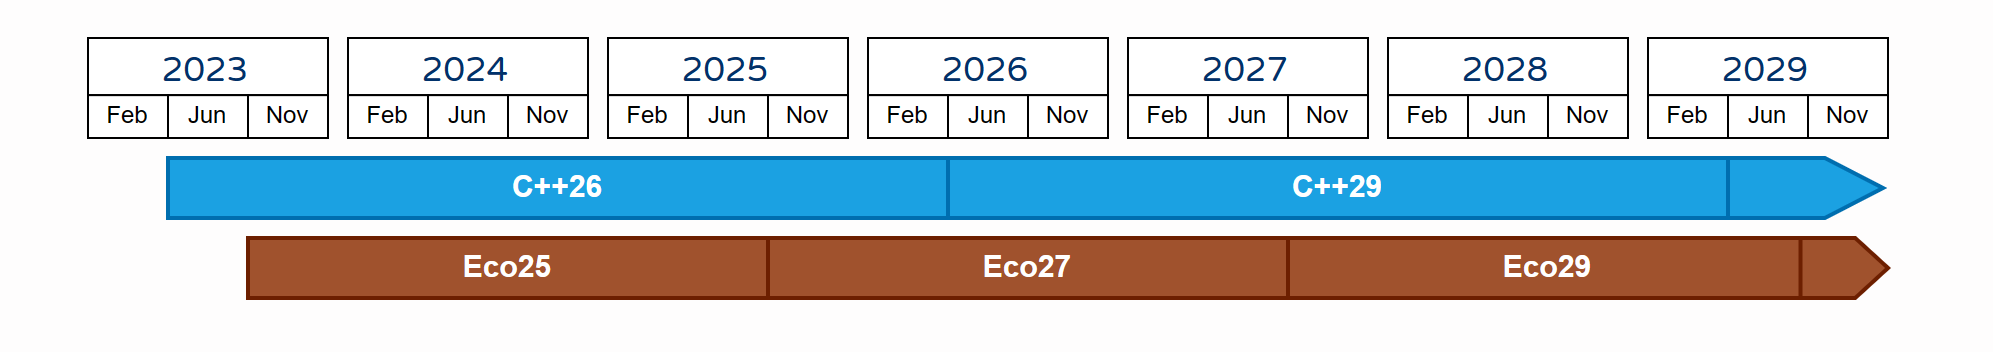 2023 2024 2025 2026 2027 2028 2029
Feb Jun Nov Feb Jun Nov Feb Jun Nov Feb Jun Nov Feb Jun Nov Feb Jun Nov Feb Jun Nov
C++26 C++29
Eco25 Eco27 Eco29